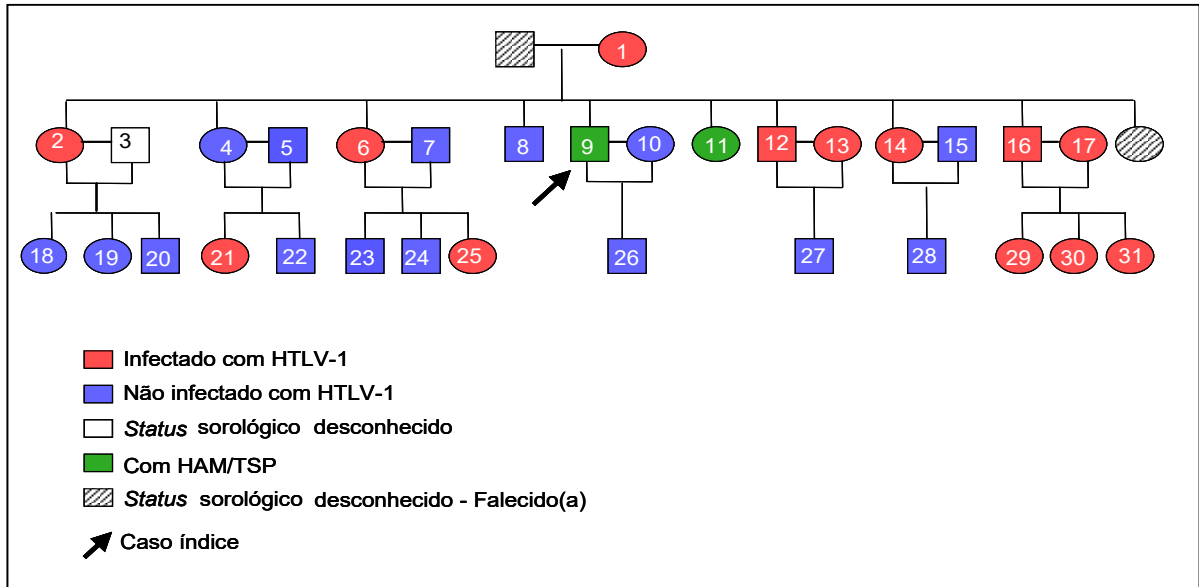 1
2 3 4 5 6 7 8 9 10 11 12 13 14 15 16 17
18 19 20 21 22 23 24 25 26 27 28 29 30 31
Infectado com HTLV-1
Não infectado com HTLV-1
Status sorológico desconhecido
Com HAM/TSP
Status sorológico desconhecido - Falecido(a)
Caso índice